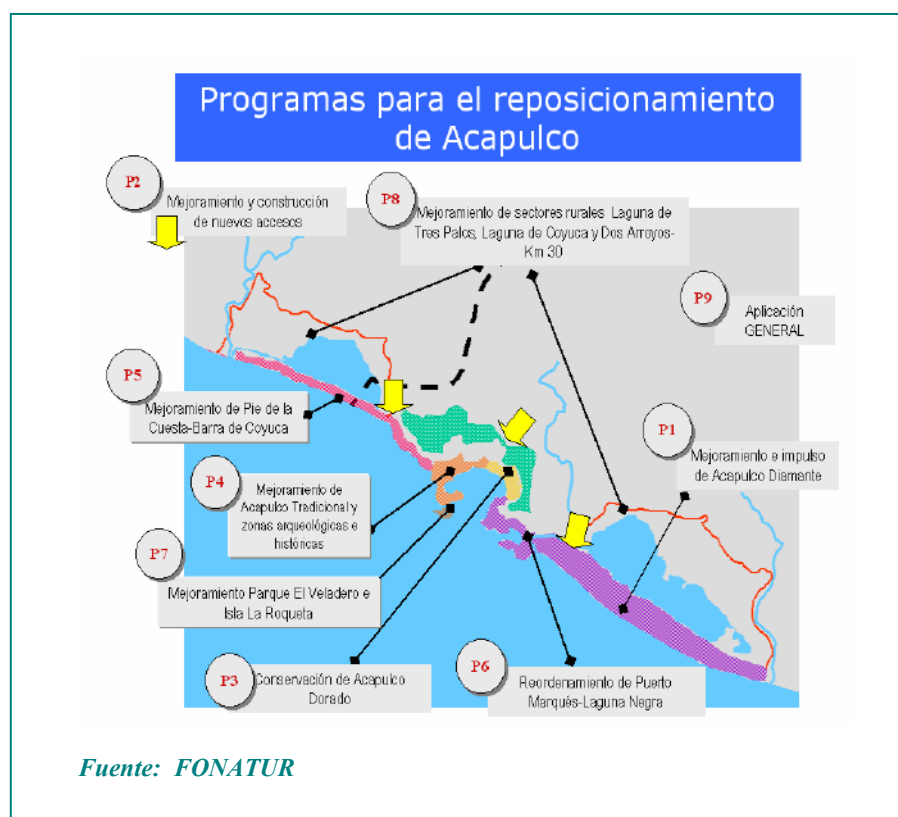 Programas para el reposicionamiento
de Acapulco
P2
Mejoramiento y construcción
de nuevos accesos
P8
Mejoramiento de sectores rurales. Laguna de
Tres Palos, Laguna de Coyuca y Dos Arroyos-
Km 30
P9
Aplicación
GENERAL
P5
Mejoramiento de Pie de la
Cuesta-Barra de Coyuca
P1
Mejoramiento e impulso
de Acapulco Diamante
P4
Mejoramiento de
Acapulco Tradicional y
zonas arqueológicas e
históricas
P7
Mejoramiento Parque El Veladero e
Isla La Roqueta
P3
Conservación de Acapulco
Dorado
P6
Reordenamiento de Puerto
Marqués-Laguna Negra
Fuente: FONATUR